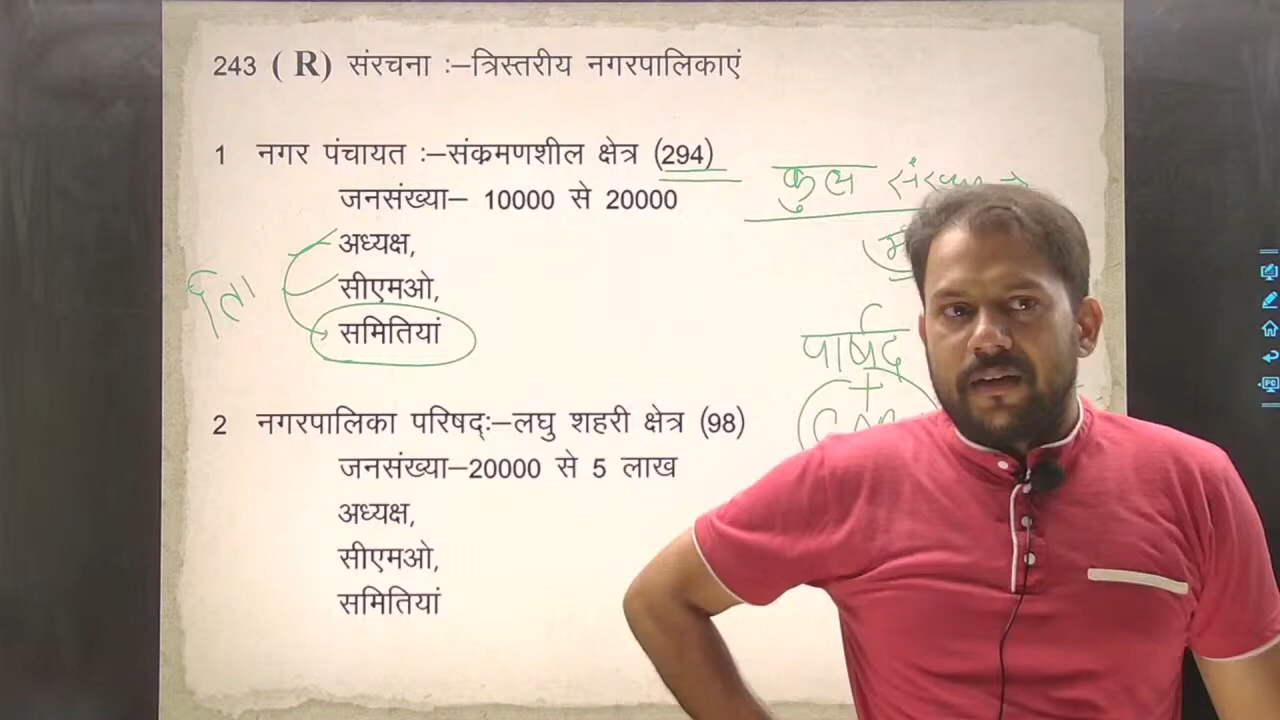 243 ( R) संरचना :–त्रिस्तरीय नगरपालिकाएं
1 नगर पंचायत :–संक्रमणशील क्षेत्र (294)
जनसंख्या– 10000 से 20000
अध्यक्ष,
सीएमओ,
समितियां
कुल संख्या
पार्षद
+
2 नगरपालिका परिषद्:–लघु शहरी क्षेत्र (98)
जनसंख्या–20000 से 5 लाख
अध्यक्ष,
सीएमओ,
समितियां